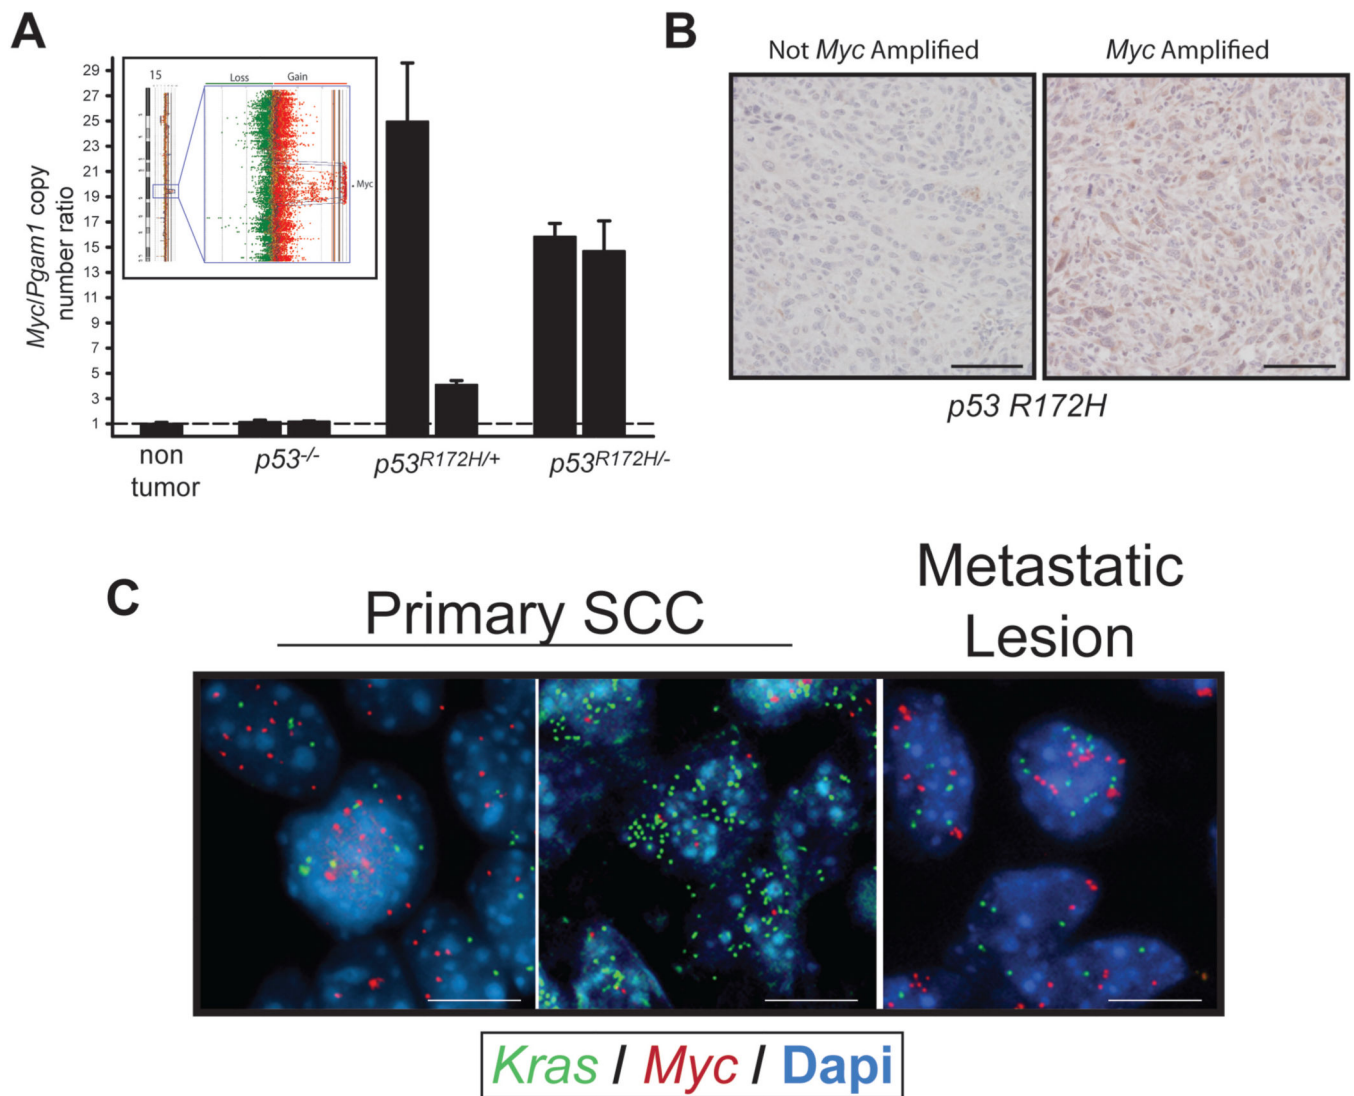 A
Myc/Pgam1 copy
number ratio
29
27
25
23
21
19
17
15
13
11
9
7
5
3
1
15
Loss
Gain
Myc
non
tumor
p53-/-
p53R172H/+
p53R172H/-
B
Not Myc Amplified
Myc Amplified
p53 R172H
C
Primary SCC
Metastatic
Lesion
Kras / Myc / Dapi